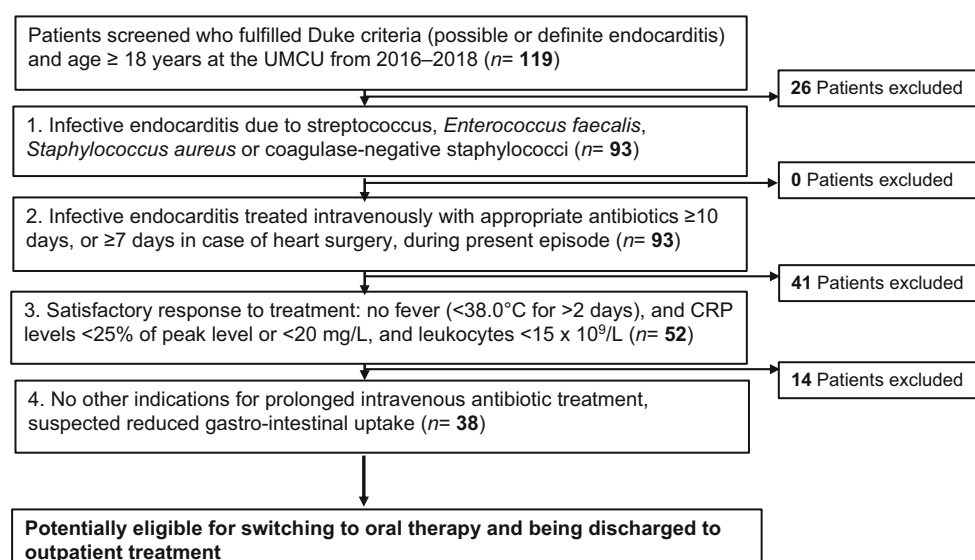 Patients screened who fulfilled Duke criteria (possible or definite endocarditis)
and age ≥ 18 years at the UMCU from 2016–2018 (n= 119)
26 Patients excluded
1. Infective endocarditis due to streptococcus, Enterococcus faecalis,
Staphylococcus aureus or coagulase-negative staphylococci (n= 93)
0 Patients excluded
2. Infective endocarditis treated intravenously with appropriate antibiotics ≥10
days, or ≥7 days in case of heart surgery, during present episode (n= 93)
41 Patients excluded
3. Satisfactory response to treatment: no fever (<38.0°C for >2 days), and CRP
levels <25% of peak level or <20 mg/L, and leukocytes <15 x 10⁹/L (n= 52)
14 Patients excluded
4. No other indications for prolonged intravenous antibiotic treatment,
suspected reduced gastro-intestinal uptake (n= 38)
Potentially eligible for switching to oral therapy and being discharged to
outpatient treatment